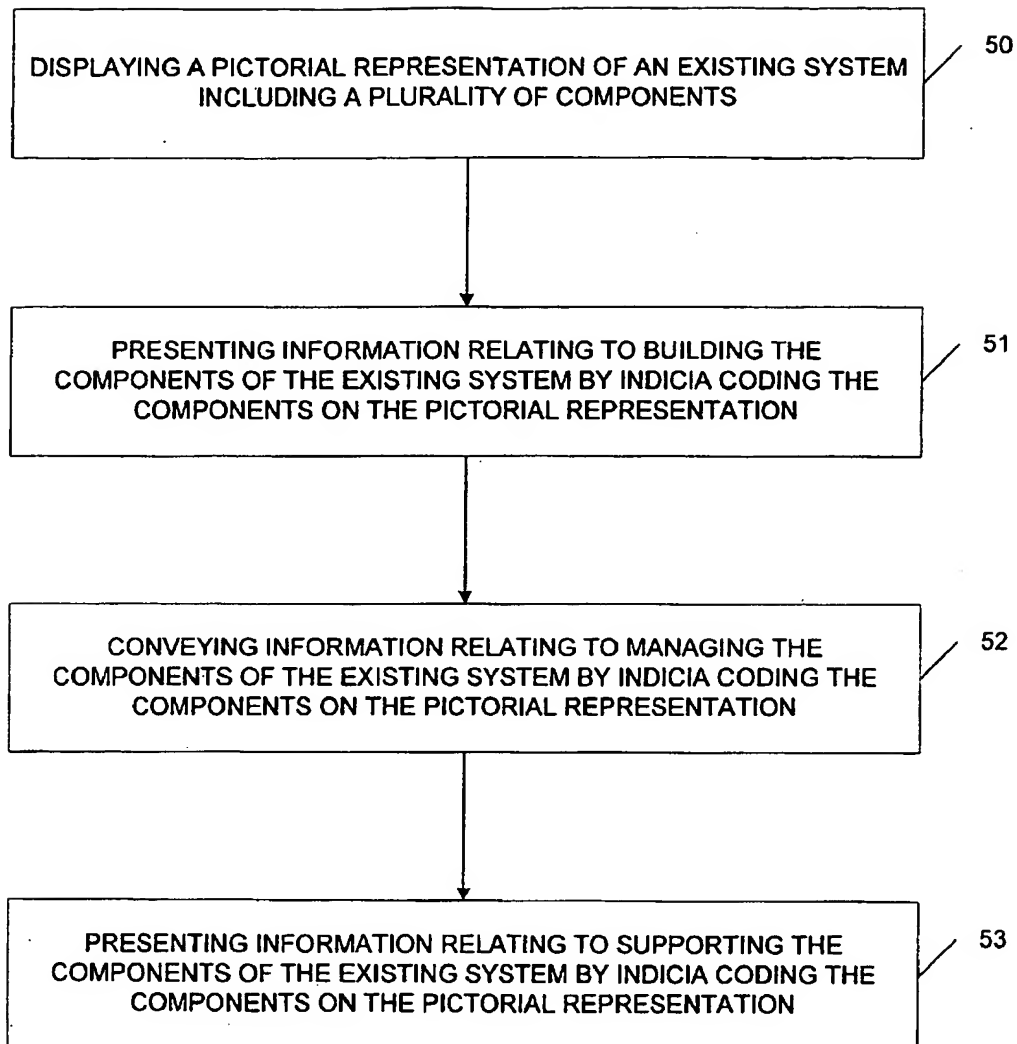 DISPLAYING A PICTORIAL REPRESENTATION OF AN EXISTING SYSTEM
INCLUDING A PLURALITY OF COMPONENTS
50
PRESENTING INFORMATION RELATING TO BUILDING THE
COMPONENTS OF THE EXISTING SYSTEM BY INDICIA CODING THE
COMPONENTS ON THE PICTORIAL REPRESENTATION
51
CONVEYING INFORMATION RELATING TO MANAGING THE
COMPONENTS OF THE EXISTING SYSTEM BY INDICIA CODING THE
COMPONENTS ON THE PICTORIAL REPRESENTATION
52
PRESENTING INFORMATION RELATING TO SUPPORTING THE
COMPONENTS OF THE EXISTING SYSTEM BY INDICIA CODING THE
COMPONENTS ON THE PICTORIAL REPRESENTATION
53